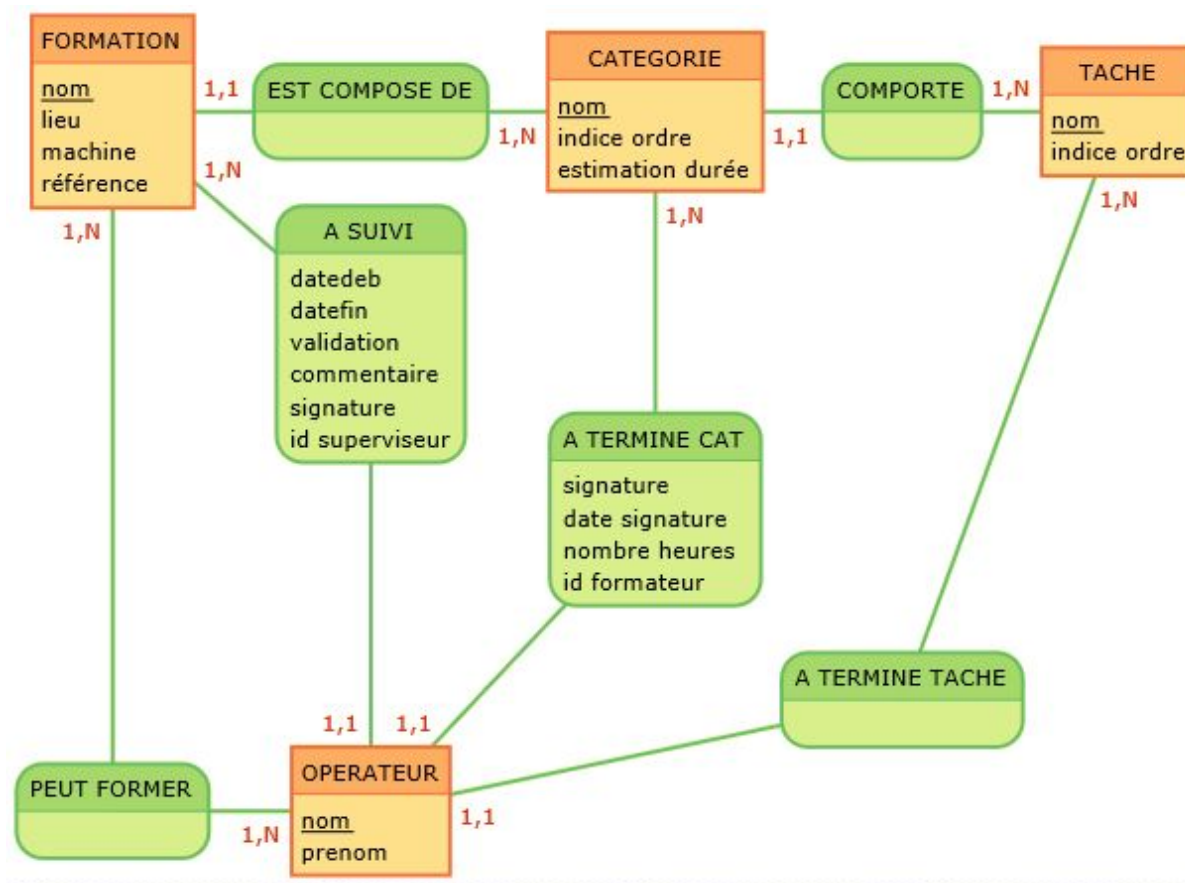 FORMATION
nom
lieu
machine
référence
1,1
EST COMPOSE DE
1,N
CATEGORIE
nom
indice ordre
estimation durée
1,1
COMPORTE
1,N
TACHE
nom
indice ordre
1,N
1,N
A SUIVI
datedeb
datefin
validation
commentaire
signature
id superviseur
1,N
A TERMINE CAT
signature
date signature
nombre heures
id formateur
1,N
A TERMINE TACHE
1,1
1,1
PEUT FORMER
1,N
OPERATEUR
nom
prenom
1,1